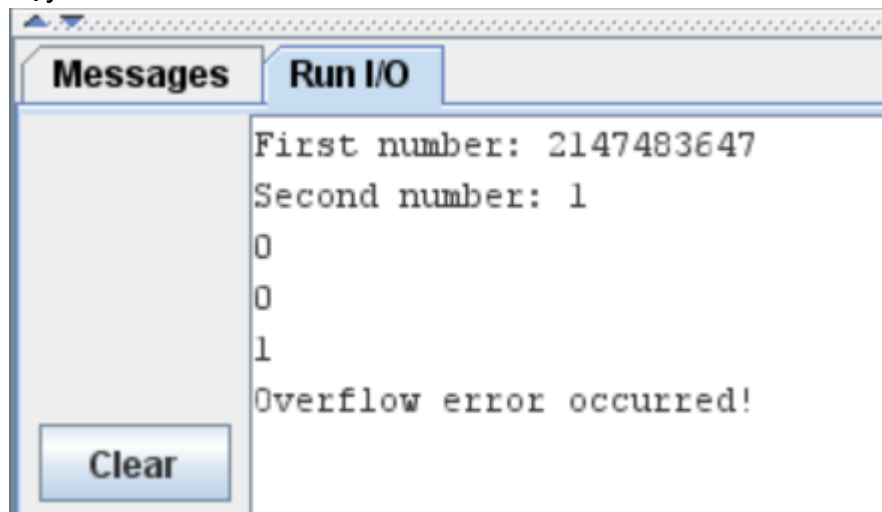 Messages Run I/O
First number: 2147483647
Second number: 1
0
0
1
Overflow error occurred!
Clear